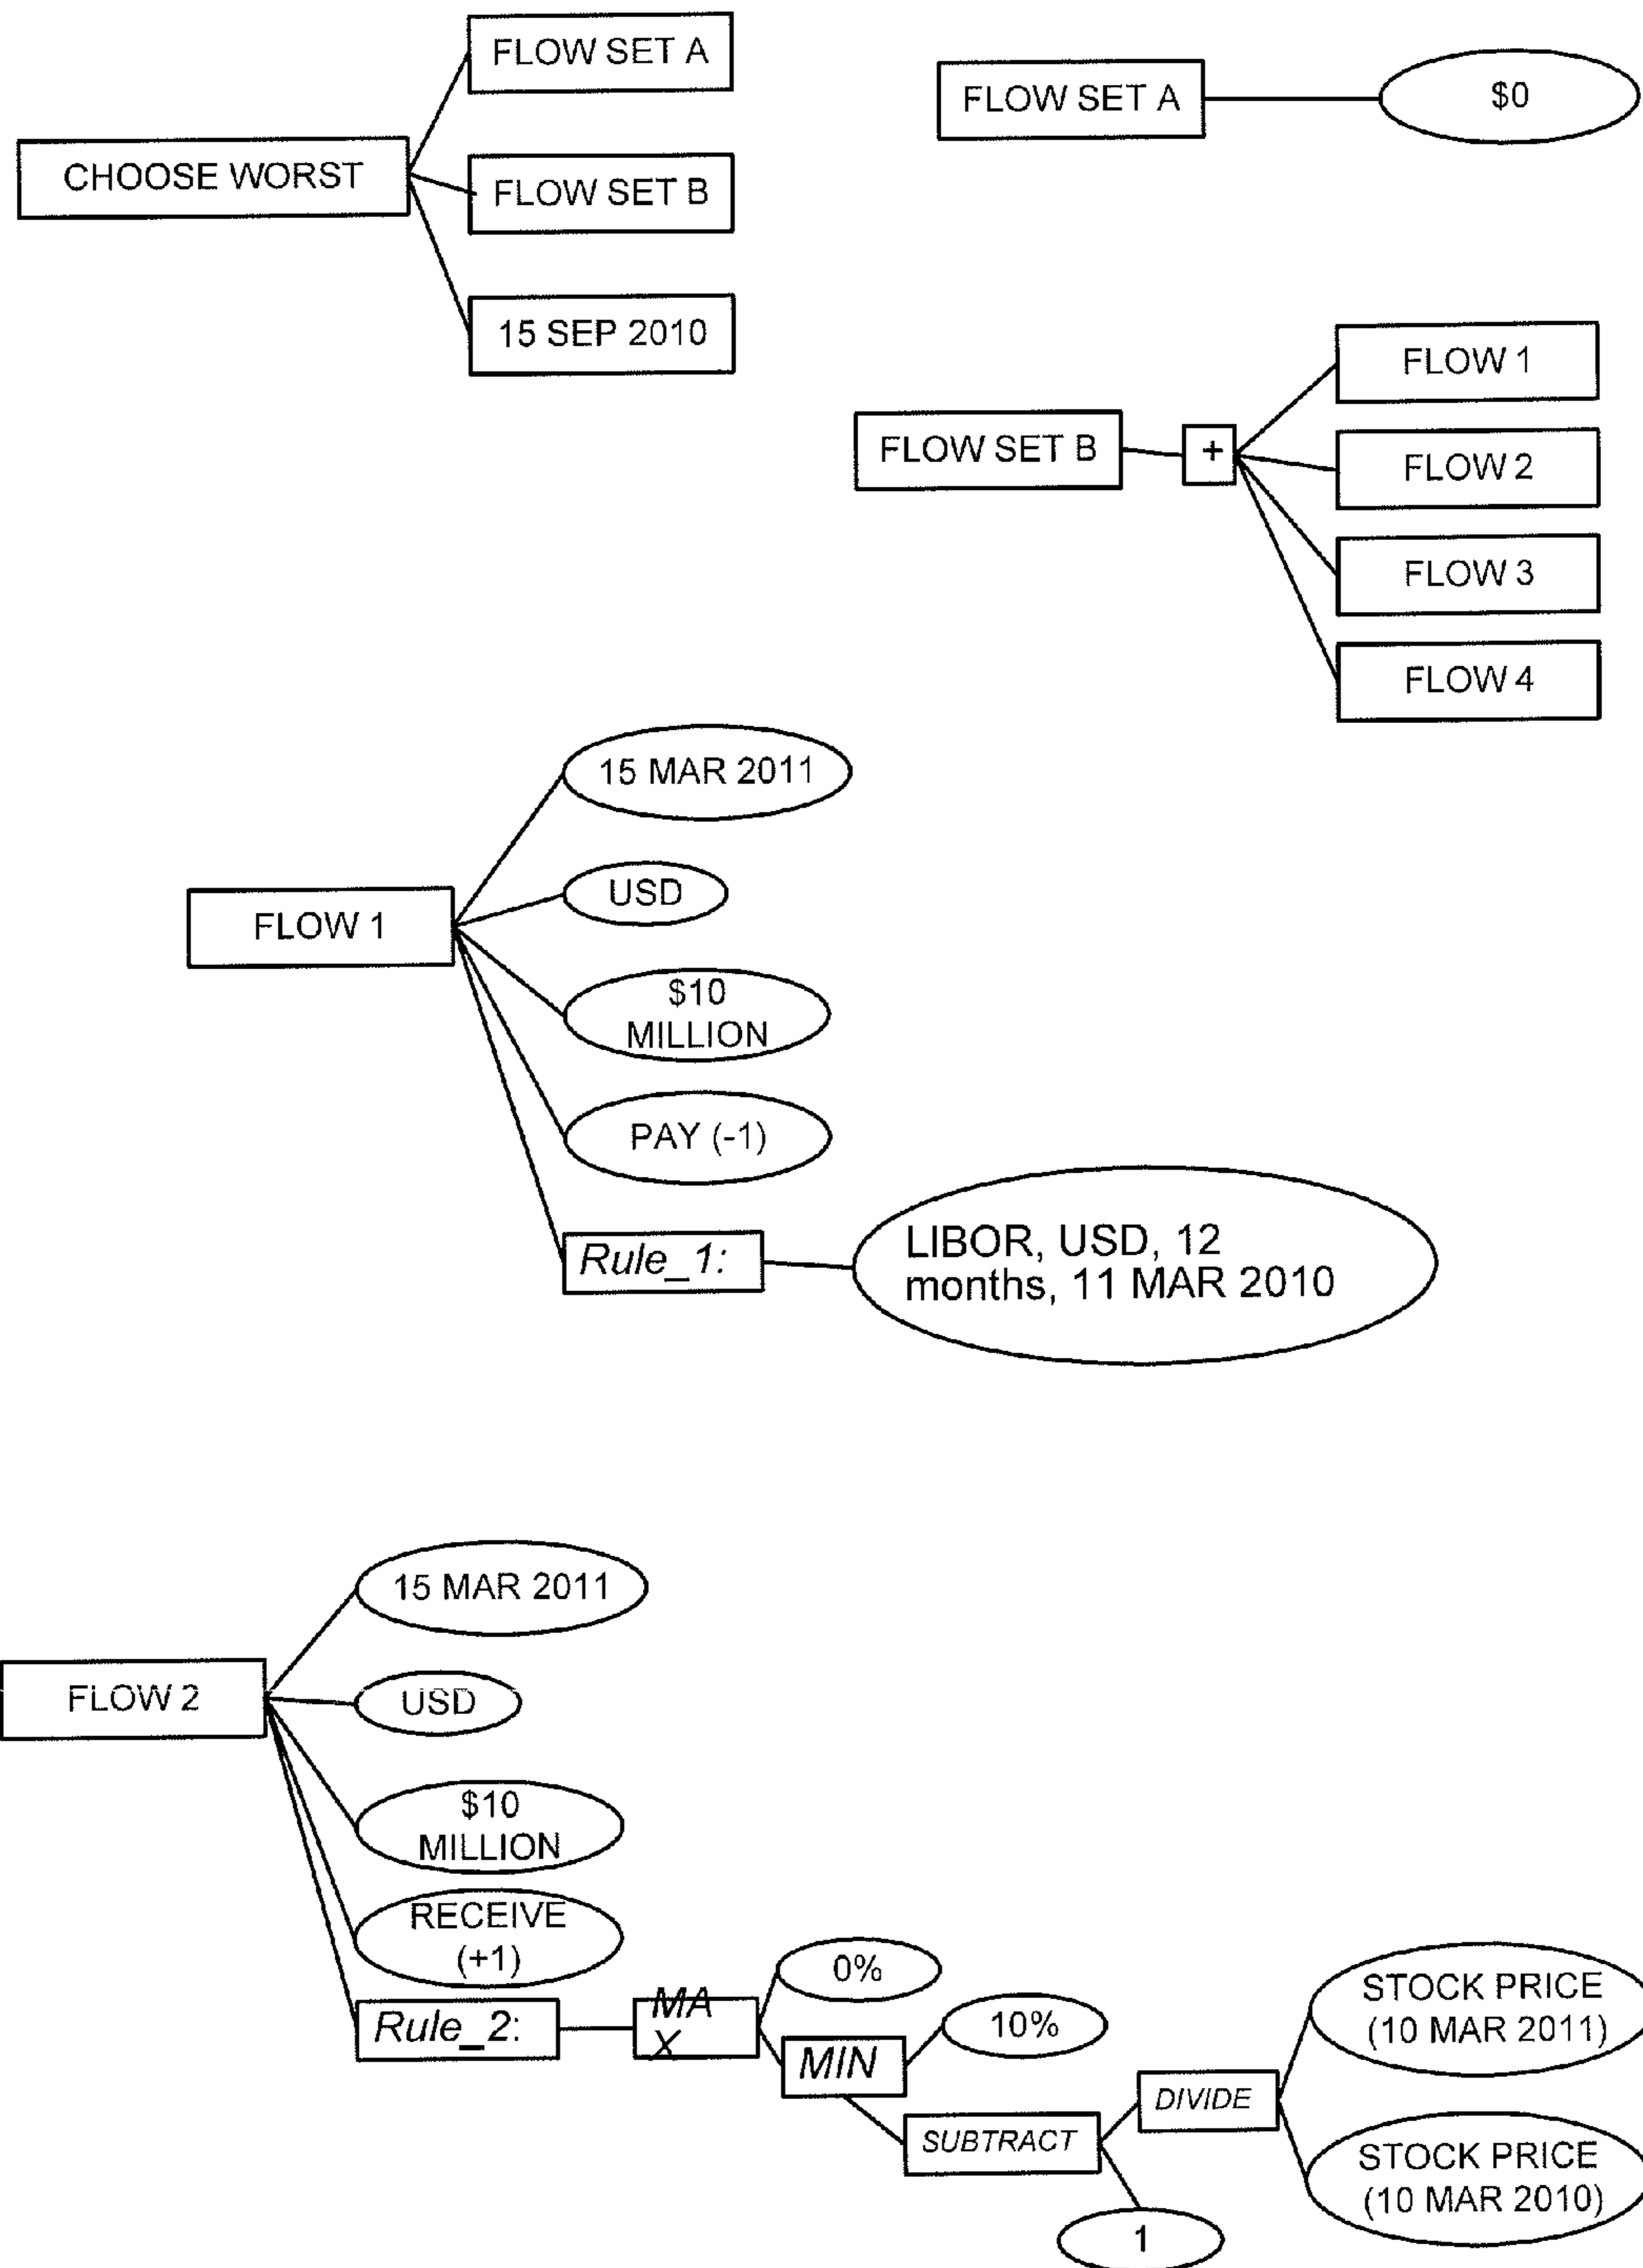 FLOW SET A
CHOOSE WORST
FLOW SET B
15 SEP 2010
FLOW SET A
$0
FLOW SET B
+
FLOW 1
FLOW 2
FLOW 3
FLOW 4
FLOW 1
15 MAR 2011
USD
$10
MILLION
PAY (-1)
Rule_1:
LIBOR, USD, 12
months, 11 MAR 2010
FLOW 2
15 MAR 2011
USD
$10
MILLION
RECEIVE
(+1)
Rule_2:
MA
X
0%
MIN
10%
SUBTRACT
DIVIDE
STOCK PRICE
(10 MAR 2011)
STOCK PRICE
(10 MAR 2010)
1